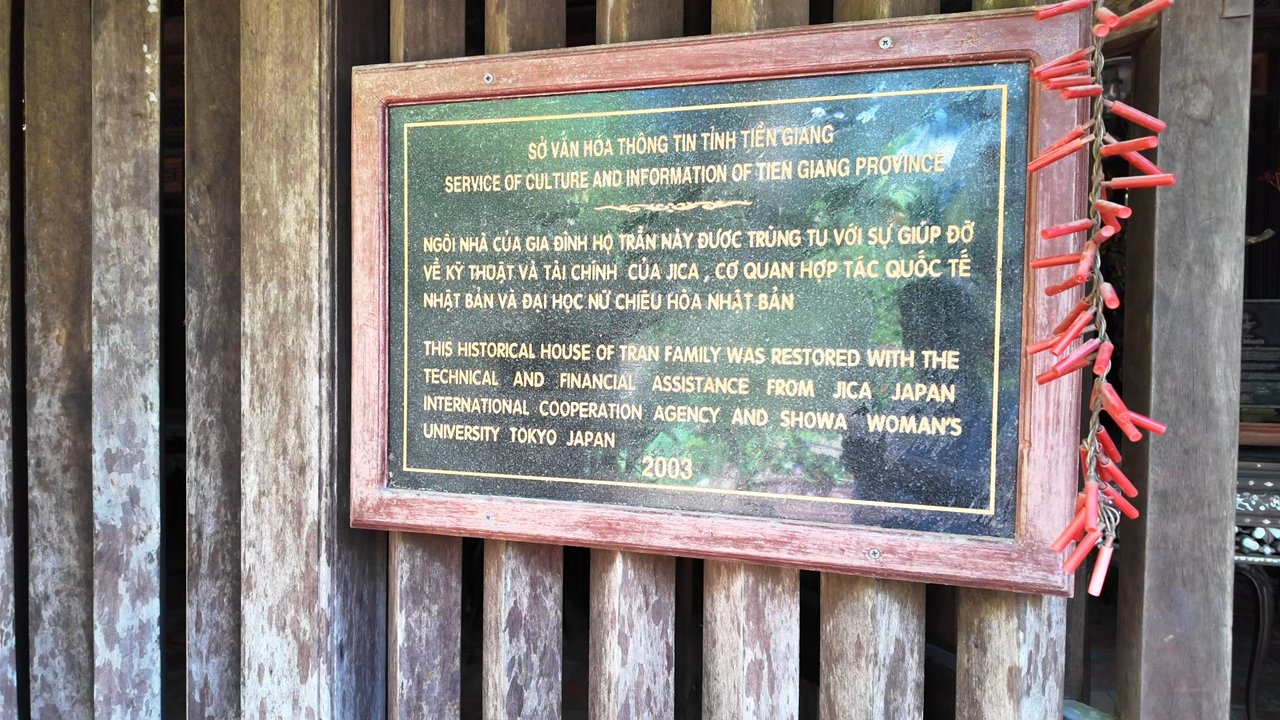 SỞ VĂN HÓA THÔNG TIN TỈNH TIỀN GIANG
SERVICE OF CULTURE AND INFORMATION OF TIEN GIANG PROVINCE
NGÔI NHÀ CỦA GIA ĐÌNH HỌ TRẦN NÀY ĐƯỢC TRÙNG TU VỚI SỰ GIÚP ĐỠ
VỀ KỸ THUẬT VÀ TÀI CHÍNH CỦA JICA , CƠ QUAN HỢP TÁC QUỐC TẾ
NHẬT BẢN VÀ ĐẠI HỌC NỮ CHIÊU HÒA NHẬT BẢN
THIS HISTORICAL HOUSE OF TRAN FAMILY WAS RESTORED WITH THE
TECHNICAL AND FINANCIAL ASSISTANCE FROM JICA JAPAN
INTERNATIONAL COOPERATION AGENCY AND SHOWA WOMAN'S
UNIVERSITY TOKYO JAPAN
2003